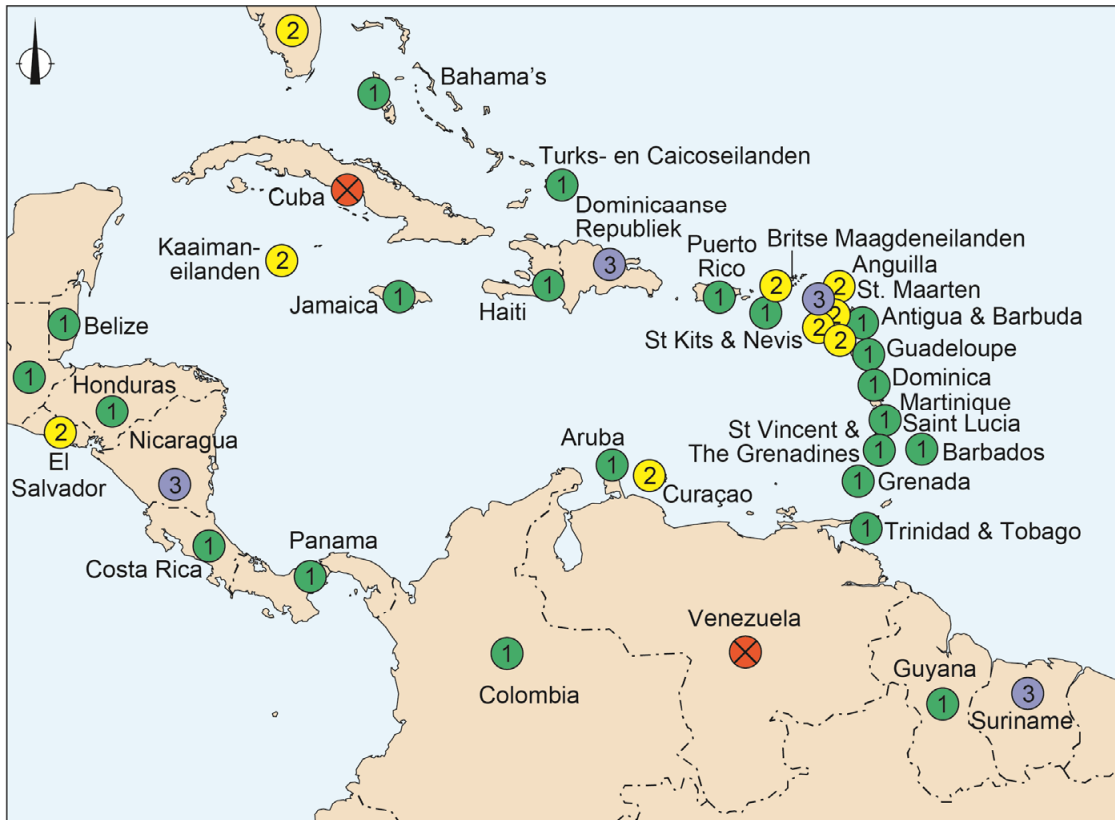 2
1
Bahama's
Turks- en Caicoseilanden
1
Cuba
Dominicaanse
Republiek
3
Kaaiman-
eilanden
2
Puerto
Rico
1
Britse Maagdeneilanden
2
Anguilla
2
St. Maarten
3
Jamaica
1
Haiti
1
1
St Kits & Nevis
2
2
2
1
Antigua & Barbuda
1
Belize
1
Guadeloupe
1
Honduras
1
1
Dominica
Martinique
1
Saint Lucia
2
El
Salvador
Nicaragua
3
St Vincent &
The Grenadines
1
1
Barbados
Aruba
1
2
Curaçao
1
Grenada
1
Trinidad & Tobago
Costa Rica
1
Panama
1
Venezuela
1
Colombia
Guyana
1
3
Suriname